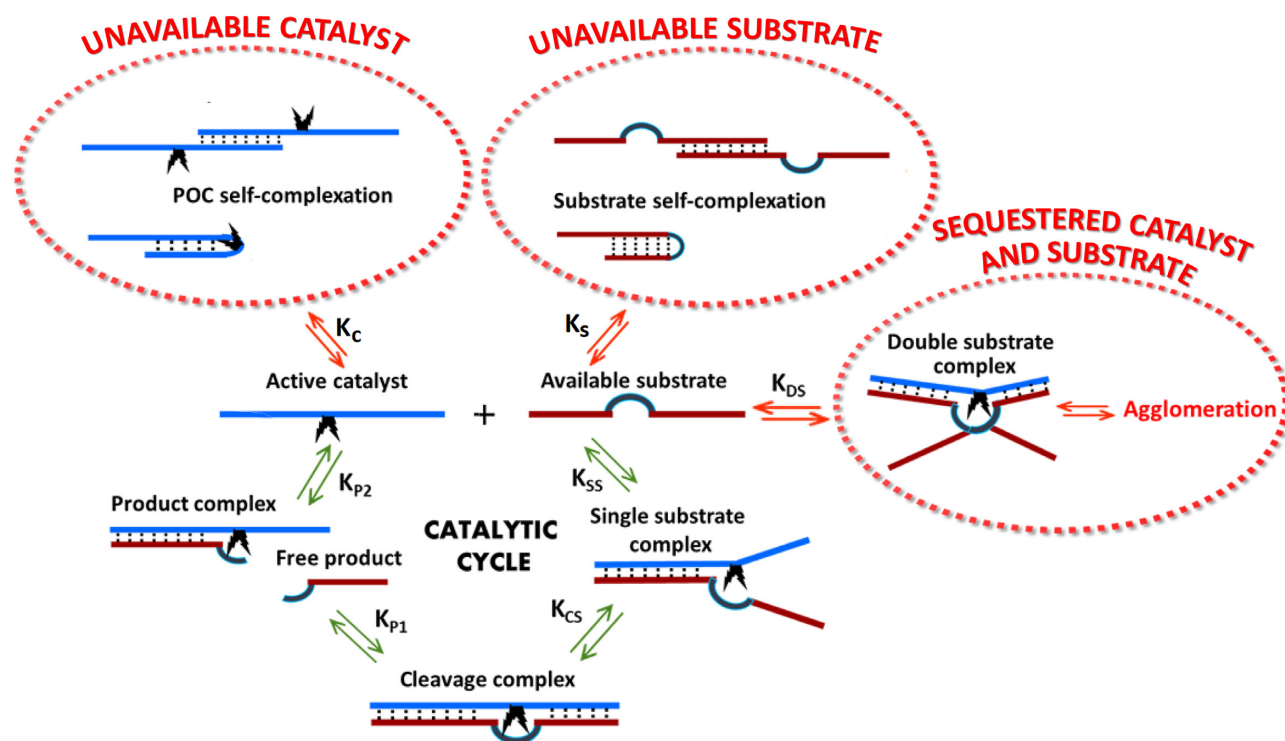 UNAVAILABLE CATALYST
UNAVAILABLE SUBSTRATE
POC self-complexation
Substrate self-complexation
SEQUESTERED CATALYST
AND SUBSTRATE
K_C
K_S
Double substrate
complex
Active catalyst
Available substrate
K_DS
Agglomeration
+
K_P2
K_SS
Product complex
Single substrate
complex
CATALYTIC
CYCLE
Free product
K_P1
K_CS
Cleavage complex